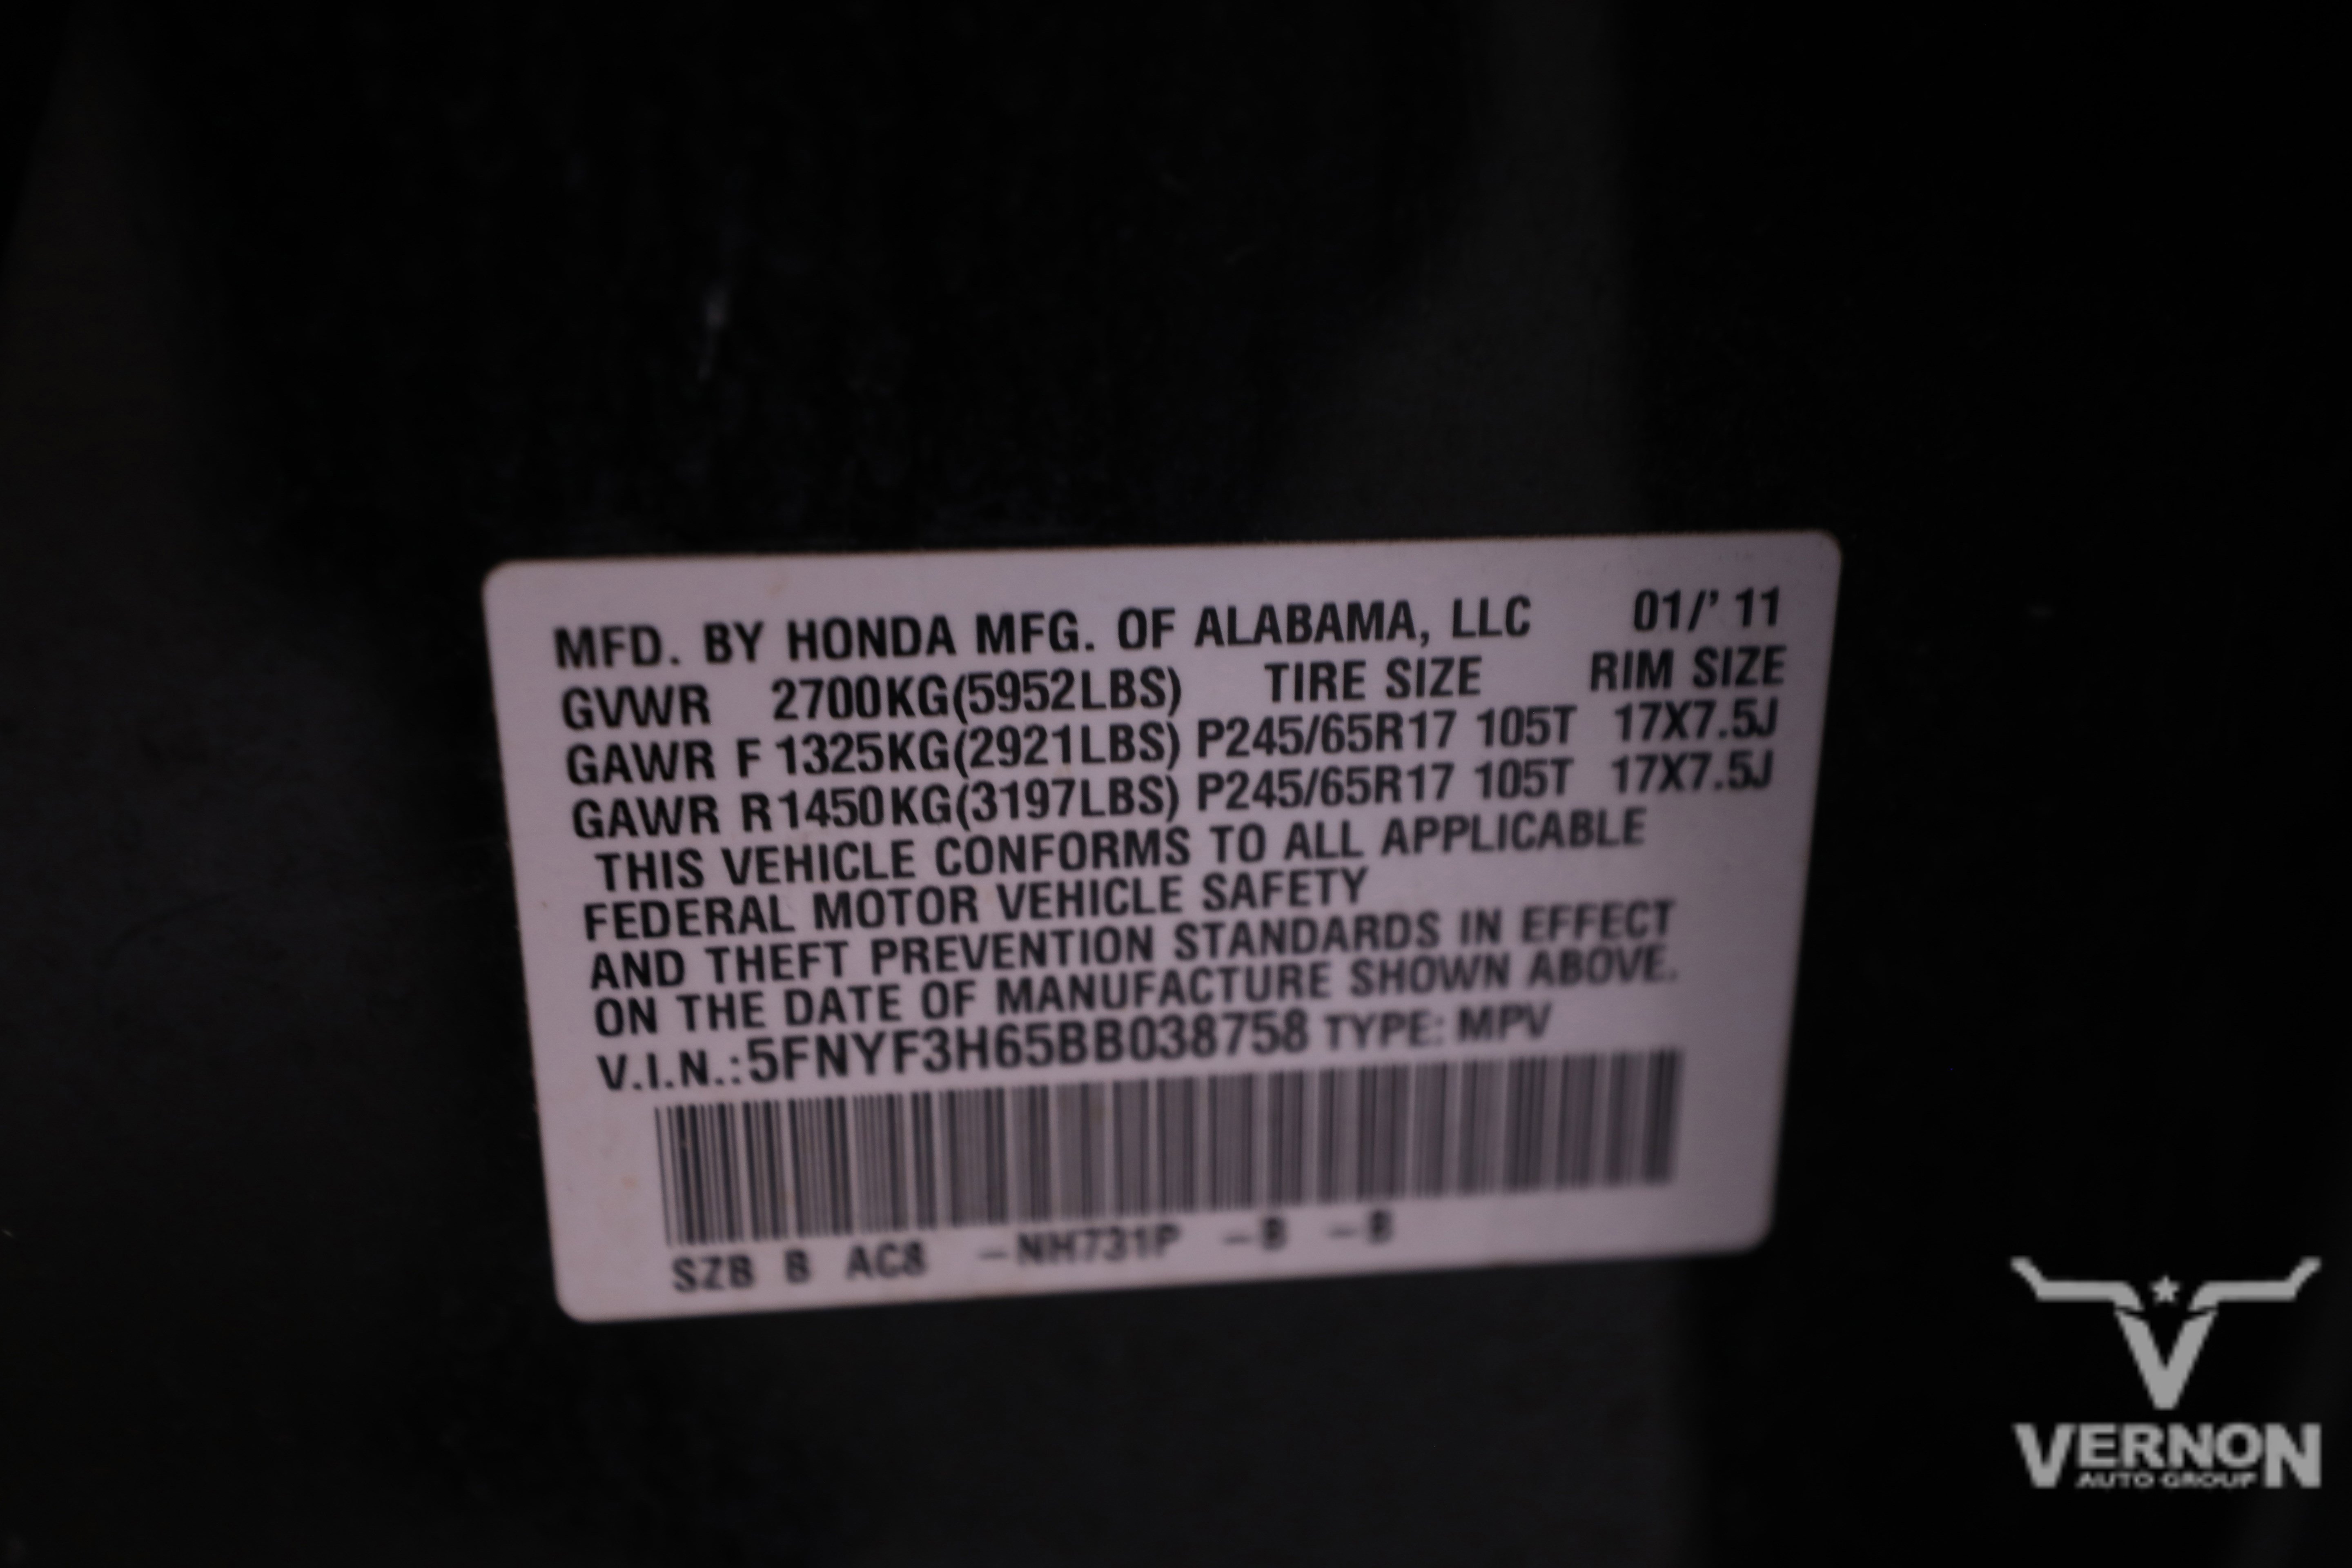 MFD. BY HONDA MFG. OF ALABAMA, LLC 01/' 11
GVWR 2700KG(5952LBS) TIRE SIZE RIM SIZE
GAWR F 1325KG(2921LBS) P245/65R17 105T 17X7.5J
GAWR R1450KG(3197LBS) P245/65R17 105T 17X7.5J
THIS VEHICLE CONFORMS TO ALL APPLICABLE
FEDERAL MOTOR VEHICLE SAFETY
AND THEFT PREVENTION STANDARDS IN EFFECT
ON THE DATE OF MANUFACTURE SHOWN ABOVE.
V.I.N.:5FNYF3H65BB038758 TYPE: MPV
SZB B AC8 –NH731P –B –B
V
VERNON
AUTO GROUP